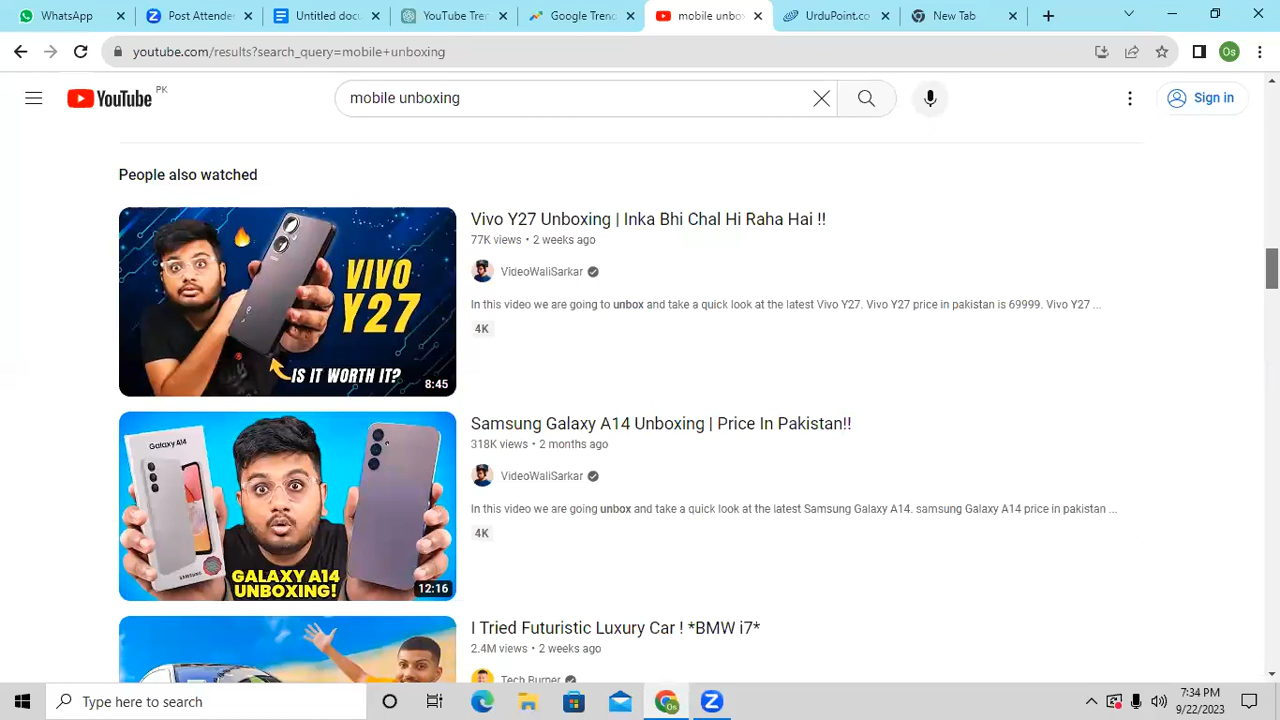 WhatsApp
Post Attende
Untitled docu
YouTube Tren
Google Trend
mobile unbo
UrduPoint.co
New Tab
youtube.com/results?search_query=mobile+unboxing
Os
YouTube PK
mobile unboxing
Sign in
People also watched
VIVO
Y27
IS IT WORTH IT?
8:45
Vivo Y27 Unboxing | Inka Bhi Chal Hi Raha Hai !!
77K views • 2 weeks ago
VideoWaliSarkar
In this video we are going to unbox and take a quick look at the latest Vivo Y27. Vivo Y27 price in pakistan is 69999. Vivo Y27 ...
4K
Galaxy A14
SAMSUNG
GALAXY A14
UNBOXING!
12:16
Samsung Galaxy A14 Unboxing | Price In Pakistan!!
318K views • 2 months ago
VideoWaliSarkar
In this video we are going unbox and take a quick look at the latest Samsung Galaxy A14. samsung Galaxy A14 price in pakistan ...
4K
I Tried Futuristic Luxury Car ! *BMW i7*
2.4M views • 2 weeks ago
Tech Burner
Type here to search
7:34 PM
9/22/2023